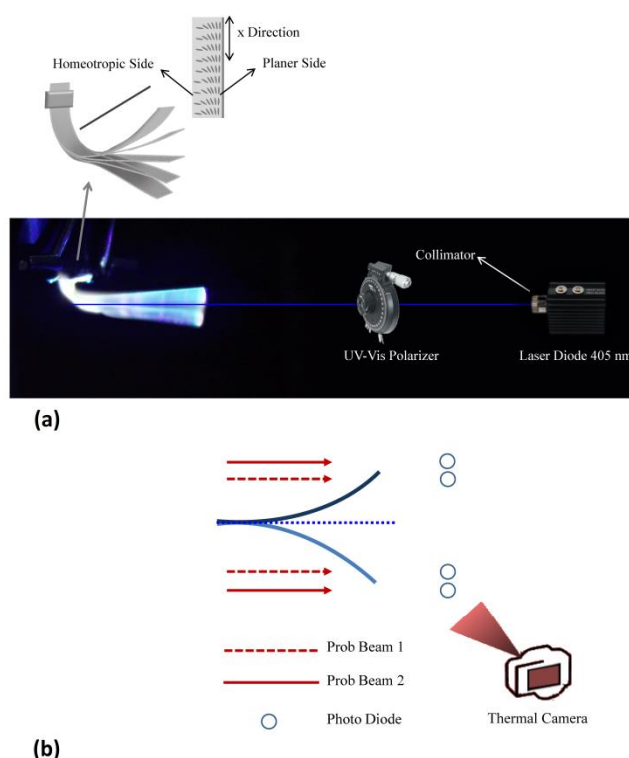 x Direction
Homeotropic Side
Planer Side
Collimator
UV-Vis Polarizer
Laser Diode 405 nm
(a)
Prob Beam 1
Prob Beam 2
Photo Diode
Thermal Camera
(b)